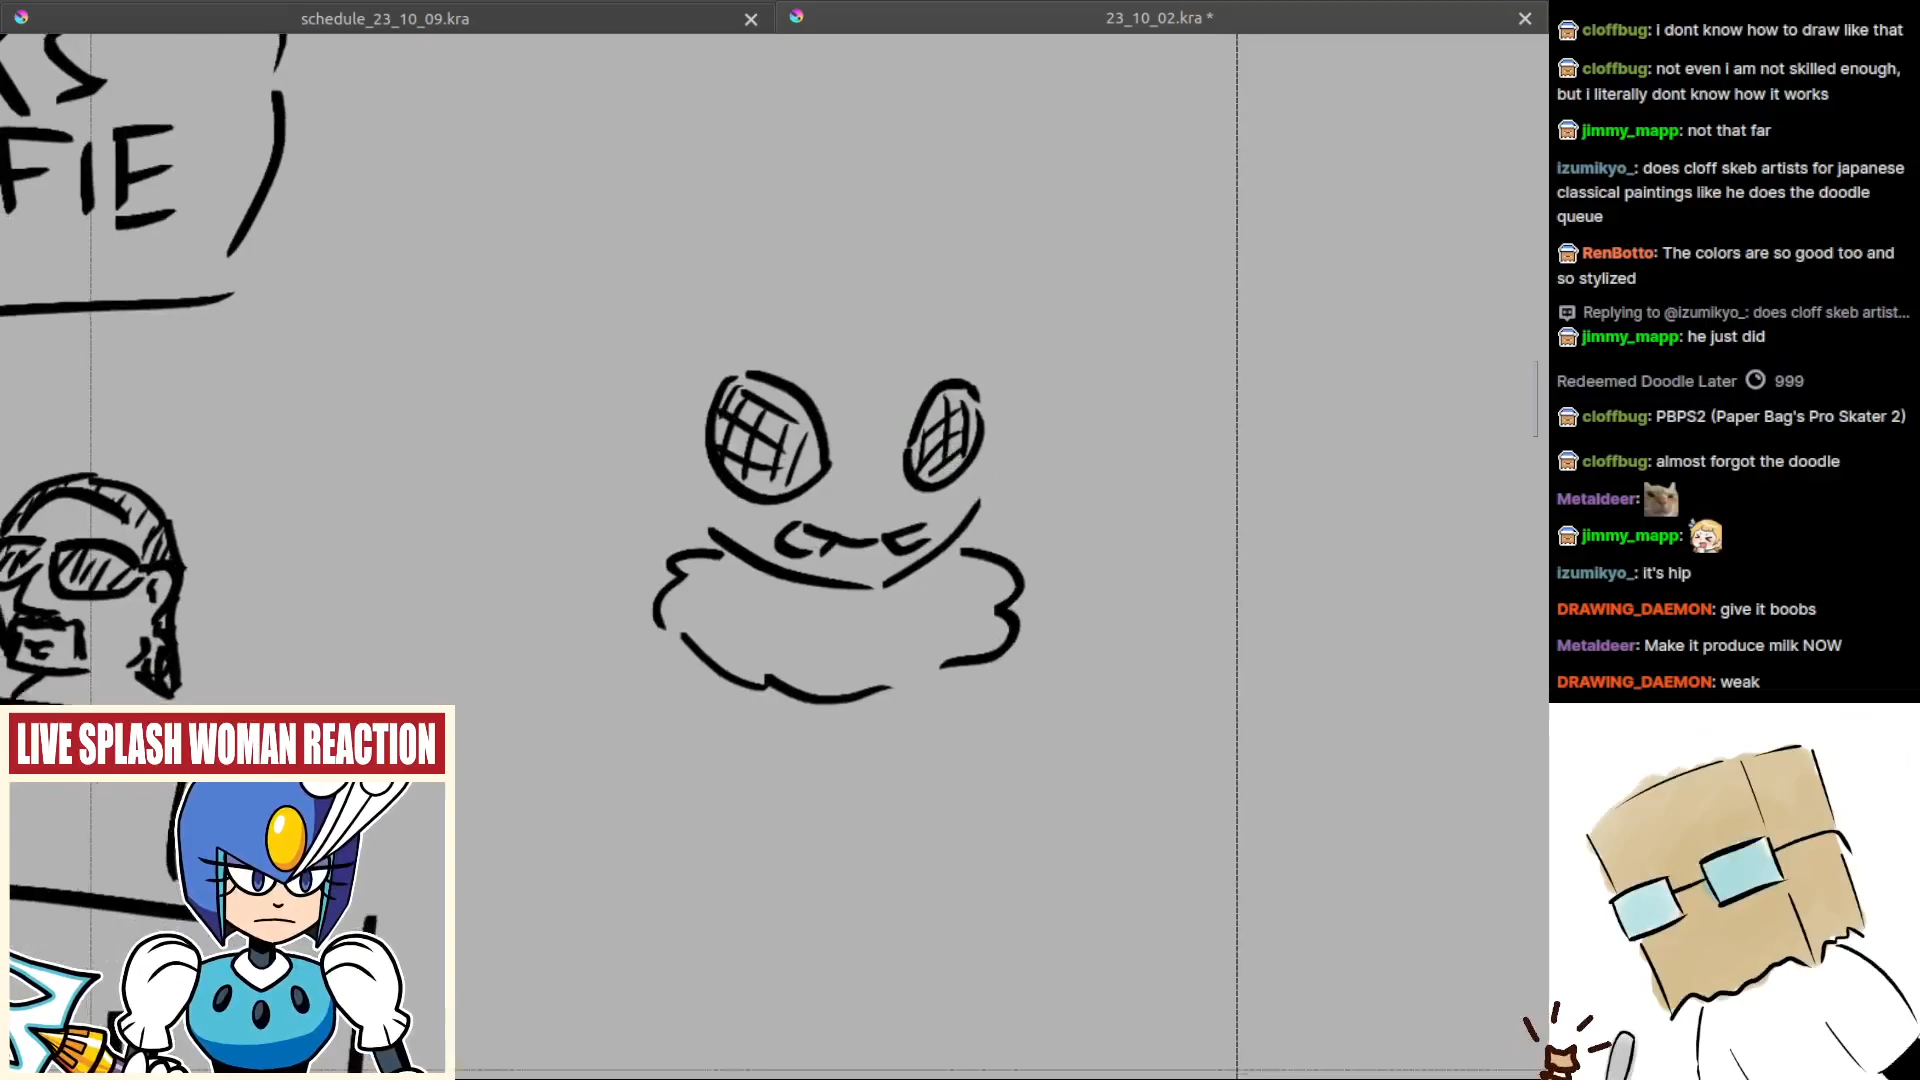 schedule_23_10_09.kra
23_10_02.kra *
FIE
LIVE SPLASH WOMAN REACTION
cloffbug: i dont know how to draw like that
cloffbug: not even i am not skilled enough,
but i literally dont know how it works
jimmy_mapp: not that far
izumikyo_: does cloff skeb artists for japanese
classical paintings like he does the doodle
queue
RenBotto: The colors are so good too and
so stylized
Replying to @izumikyo_: does cloff skeb artist...
jimmy_mapp: he just did
Redeemed Doodle Later 999
cloffbug: PBPS2 (Paper Bag's Pro Skater 2)
cloffbug: almost forgot the doodle
Metaldeer:
jimmy_mapp:
izumikyo_: it's hip
DRAWING_DAEMON: give it boobs
Metaldeer: Make it produce milk NOW
DRAWING_DAEMON: weak